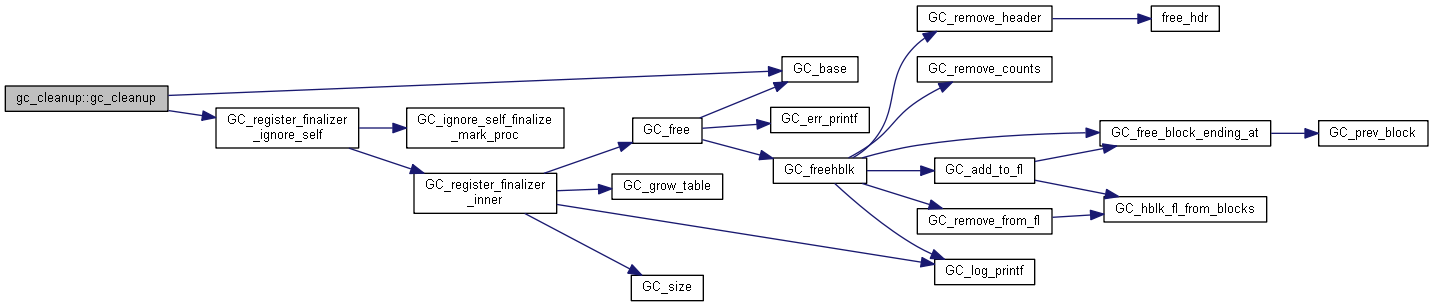 gc_cleanup::gc_cleanup
GC_register_finalizer
_ignore_self
GC_ignore_self_finalize
_mark_proc
GC_register_finalizer
_inner
GC_free
GC_grow_table
GC_size
GC_base
GC_err_printf
GC_freehblk
GC_remove_header
GC_remove_counts
GC_add_to_fl
GC_remove_from_fl
GC_log_printf
free_hdr
GC_free_block_ending_at
GC_hblk_fl_from_blocks
GC_prev_block